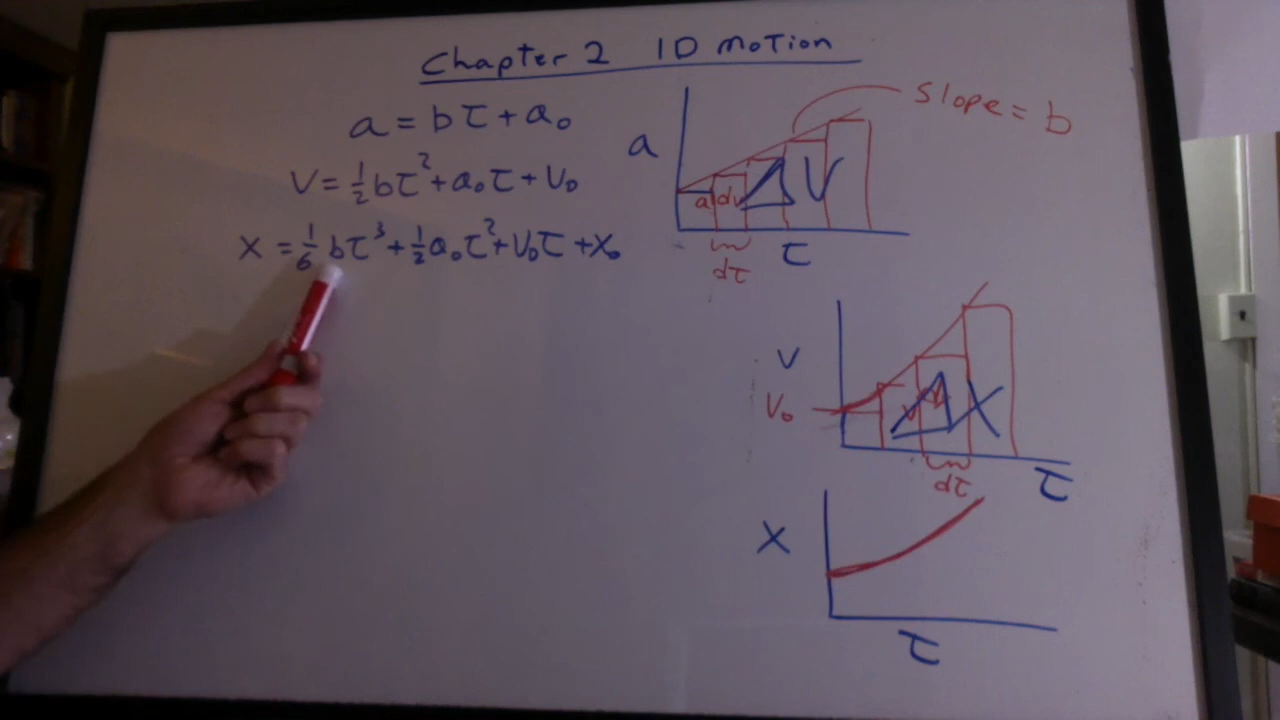 Chapter 2 1D motion
a = bτ + a₀
V = ½bτ² + a₀τ + V₀
X = ⅙bτ³ + ½a₀τ² + V₀τ + X₀
slope = b
a
a dv
ΔV
dτ
τ
V
V₀
V
ΔX
dτ
τ
X
τ